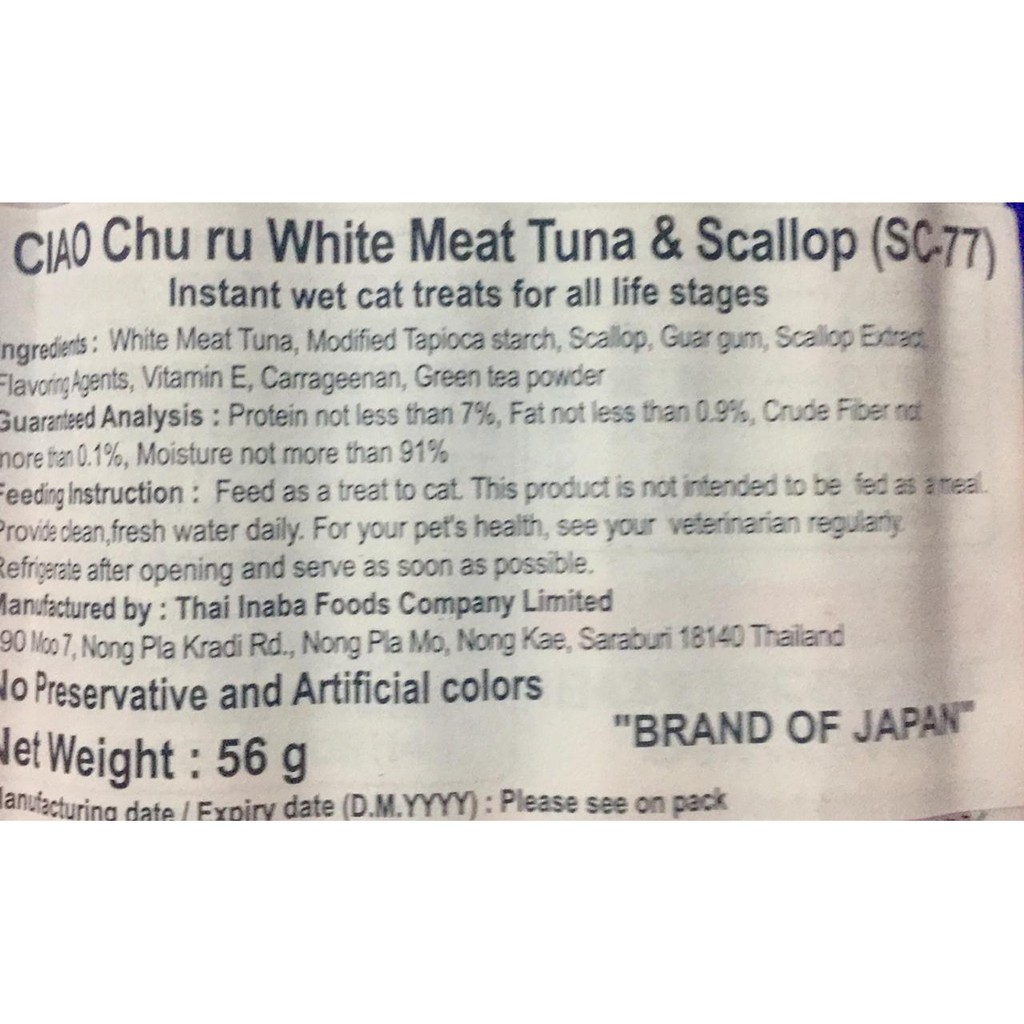 CIAO Chu ru White Meat Tuna & Scallop (SC-77)
Instant wet cat treats for all life stages
ngredients : White Meat Tuna, Modified Tapioca starch, Scallop, Guar gum, Scallop Extract,
Flavoring Agents, Vitamin E, Carrageenan, Green tea powder
Guaranteed Analysis : Protein not less than 7%, Fat not less than 0.9%, Crude Fiber not
more than 0.1%, Moisture not more than 91%
Feeding Instruction : Feed as a treat to cat. This product is not intended to be fed as a meal.
Provide clean,fresh water daily. For your pet's health, see your veterinarian regularly.
Refrigerate after opening and serve as soon as possible.
Manufactured by : Thai Inaba Foods Company Limited
90 Moo 7, Nong Pla Kradi Rd., Nong Pla Mo, Nong Kae, Saraburi 18140 Thailand
No Preservative and Artificial colors
"BRAND OF JAPAN"
Net Weight : 56 g
Manufacturing date / Expiry date (D.M.YYYY) : Please see on pack